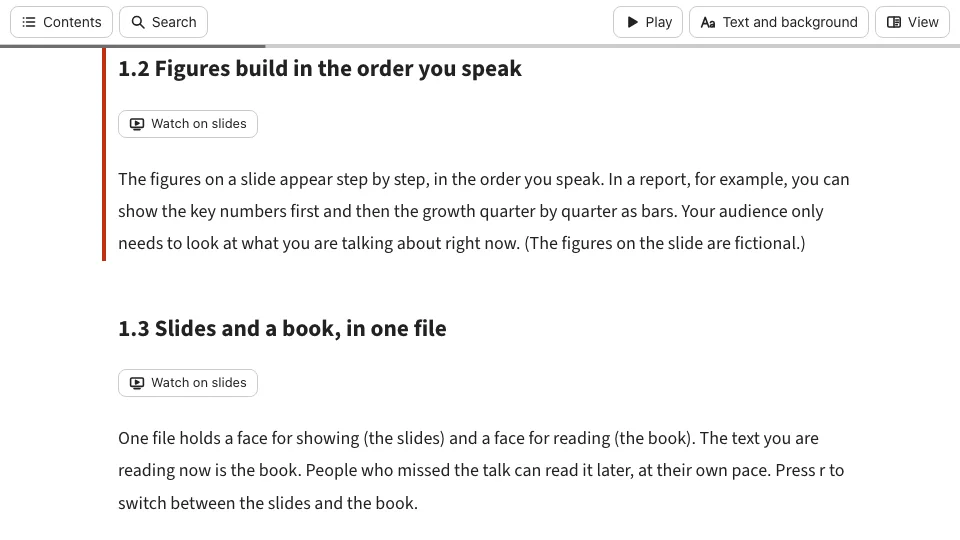 Contents
Search
Play
Text and background
View
1.2 Figures build in the order you speak
Watch on slides
The figures on a slide appear step by step, in the order you speak. In a report, for example, you can
show the key numbers first and then the growth quarter by quarter as bars. Your audience only
needs to look at what you are talking about right now. (The figures on the slide are fictional.)
1.3 Slides and a book, in one file
Watch on slides
One file holds a face for showing (the slides) and a face for reading (the book). The text you are
reading now is the book. People who missed the talk can read it later, at their own pace. Press r to
switch between the slides and the book.